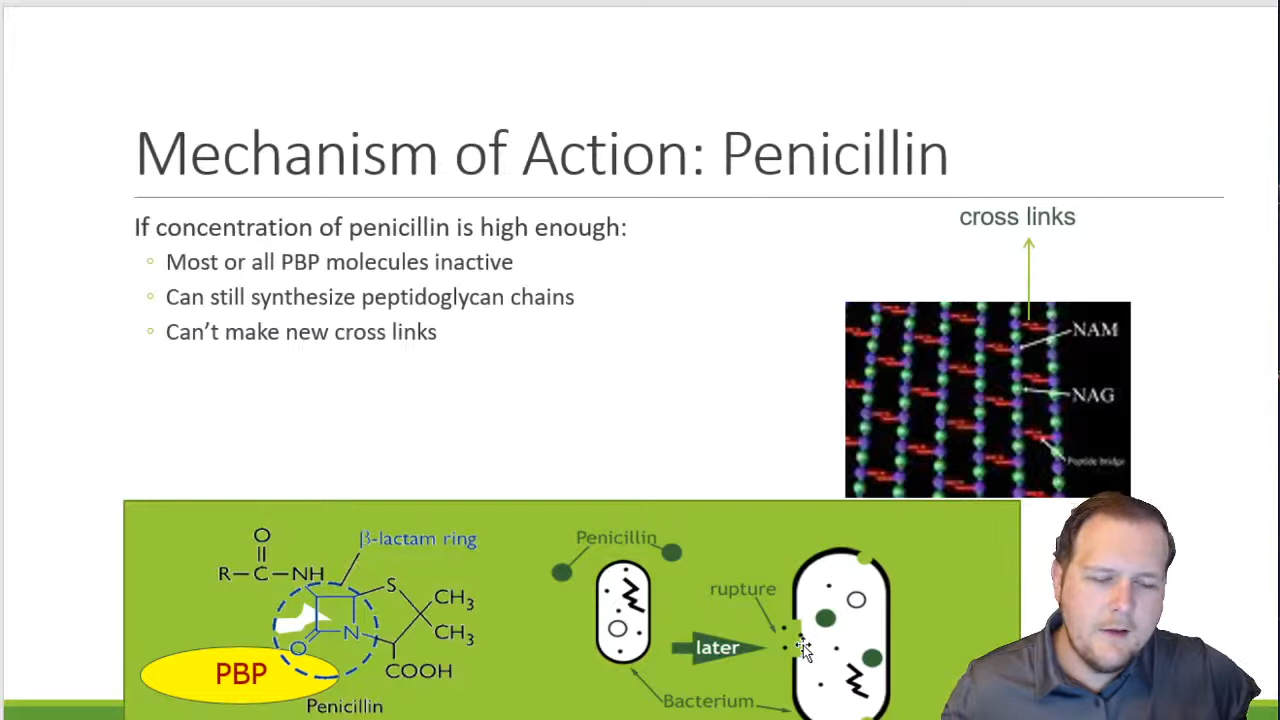 Mechanism of Action: Penicillin
If concentration of penicillin is high enough:
◦ Most or all PBP molecules inactive
◦ Can still synthesize peptidoglycan chains
◦ Can't make new cross links
cross links
NAM
NAG
Peptide bridge
O
β-lactam ring
R-C-NH
S
CH3
N
CH3
O
COOH
PBP
Penicillin
Penicillin
rupture
later
Bacterium